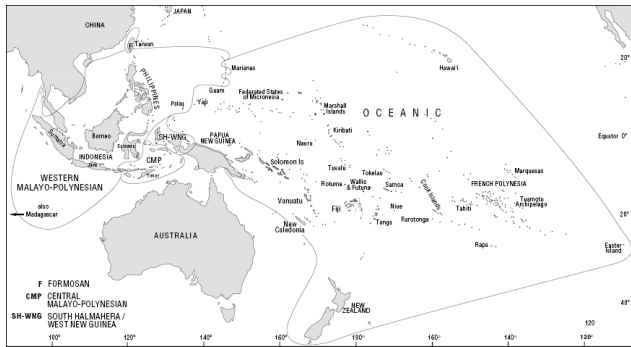 JAPAN
CHINA
F Taiwan
20°
Marianas
Hawai'i
PHILIPPINES
Guam
Yap
Palau
Federated States
of Micronesia
Marshall
Islands
OCEANIC
Kiribati
Sumatra
Borneo
Sulawesi
SH-WNG
PAPUA
NEW GUINEA
Nauru
Equator 0°
INDONESIA
Java
CMP
Timor
Solomon Is
Tuvalu
Tokelau
Marquesas
WESTERN
MALAYO-POLYNESIAN
Rotuma
Wallis
& Futuna
Samoa
Cook Islands
FRENCH POLYNESIA
also
Madagascar
Vanuatu
Fiji
Niue
Tahiti
Tuamotu
Archipelago
Tonga
Rarotonga
20°
AUSTRALIA
New
Caledonia
Rapa
Easter
Island
F FORMOSAN
CMP CENTRAL
MALAYO-POLYNESIAN
SH-WNG SOUTH HALMAHERA /
WEST NEW GUINEA
NEW
ZEALAND
40°
100° 120° 140° 160° 180° 160° 140° 120°